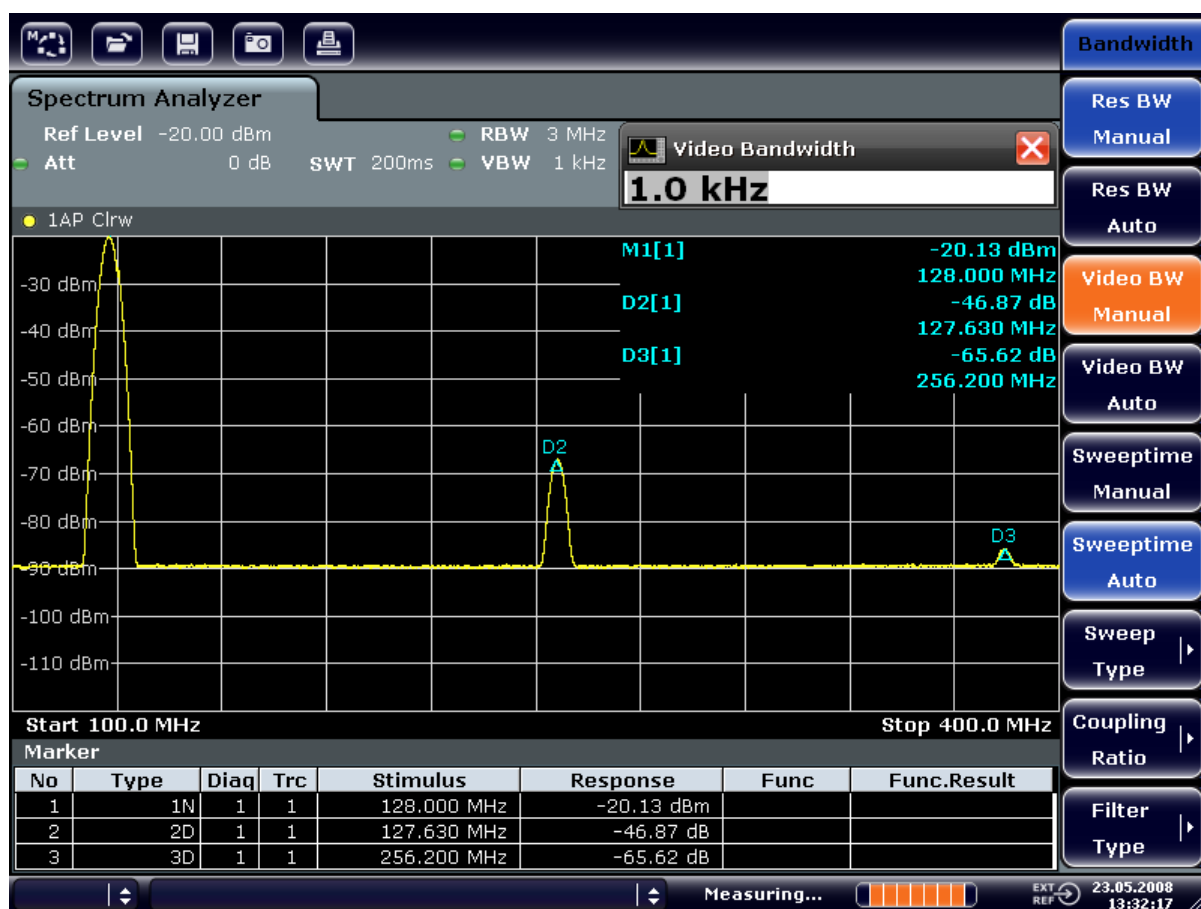 M
Bandwidth
Spectrum Analyzer
Ref Level -20.00 dBm RBW 3 MHz
Att 0 dB SWT 200ms VBW 1 kHz
Video Bandwidth
1.0 kHz
1AP Clrw
M1[1] -20.13 dBm
128.000 MHz
D2[1] -46.87 dB
127.630 MHz
D3[1] -65.62 dB
256.200 MHz
-30 dBm
-40 dBm
-50 dBm
-60 dBm
-70 dBm
-80 dBm
-90 dBm
-100 dBm
-110 dBm
D2
D3
Start 100.0 MHz Stop 400.0 MHz
Marker
No Type Diag Trc Stimulus Response Func Func.Result
1 1N 1 1 128.000 MHz -20.13 dBm
2 2D 1 1 127.630 MHz -46.87 dB
3 3D 1 1 256.200 MHz -65.62 dB
Res BW
Manual
Res BW
Auto
Video BW
Manual
Video BW
Auto
Sweeptime
Manual
Sweeptime
Auto
Sweep
Type
Coupling
Ratio
Filter
Type
Measuring...
EXT
REF
23.05.2008
13:32:17